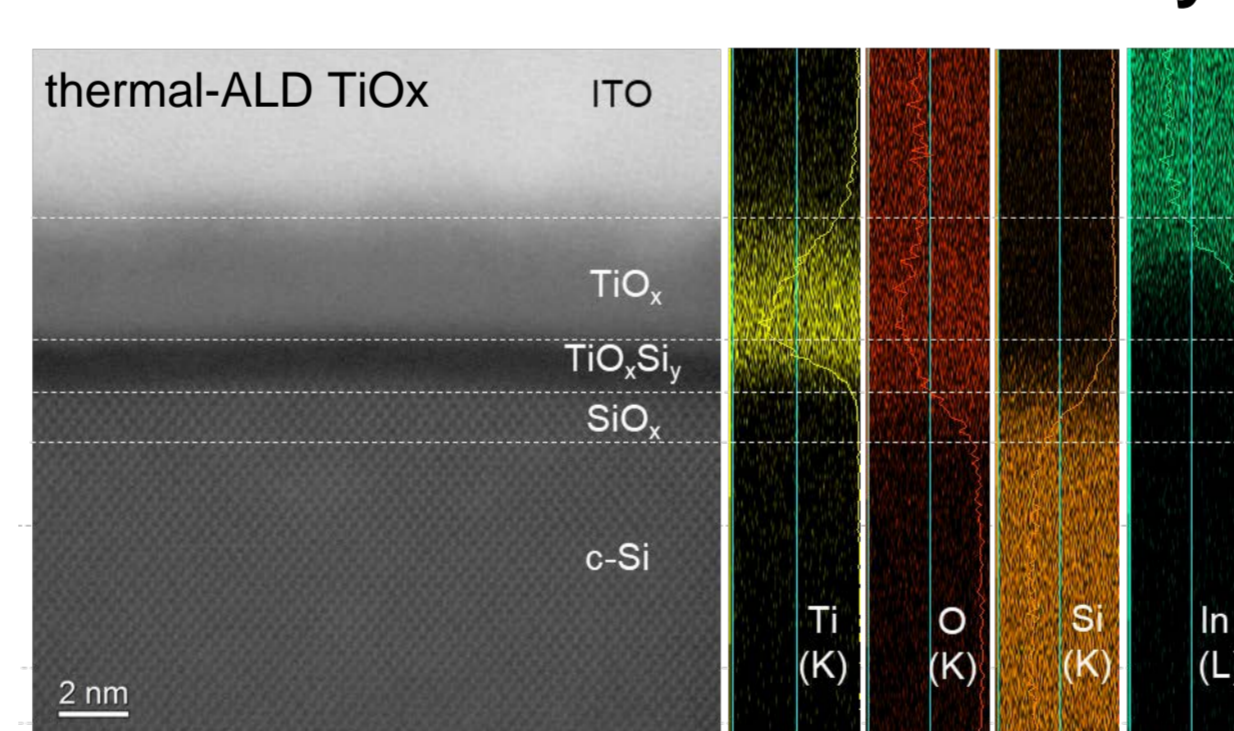 thermal-ALD TiOx
ITO
TiOx
TiOxSiy
SiOx
c-Si
2 nm
Ti
(K)
O
(K)
Si
(K)
In
(L